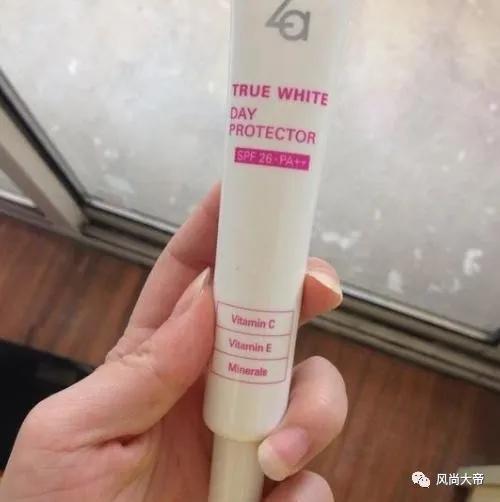 Za
TRUE WHITE
DAY
PROTECTOR
SPF 26·PA++
Vitamin C
Vitamin E
Minerals
风尚大帝